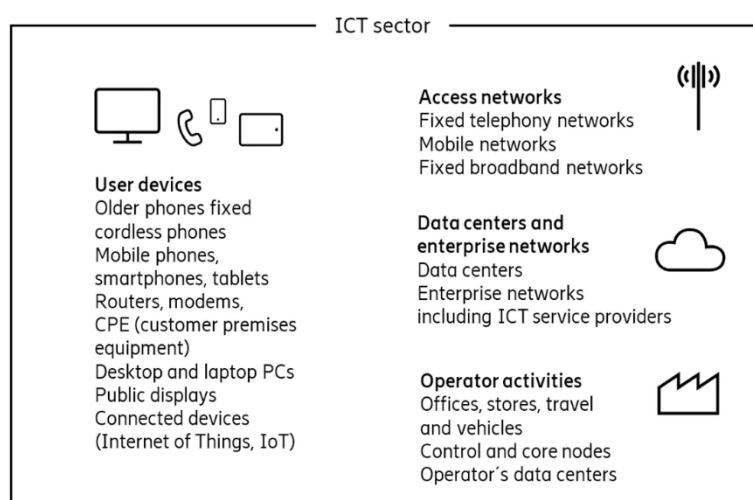 ICT sector
User devices
Older phones fixed
cordless phones
Mobile phones,
smartphones, tablets
Routers, modems,
CPE (customer premises
equipment)
Desktop and laptop PCs
Public displays
Connected devices
(Internet of Things, IoT)
Access networks
Fixed telephony networks
Mobile networks
Fixed broadband networks
Data centers and
enterprise networks
Data centers
Enterprise networks
including ICT service providers
Operator activities
Offices, stores, travel
and vehicles
Control and core nodes
Operator´s data centers